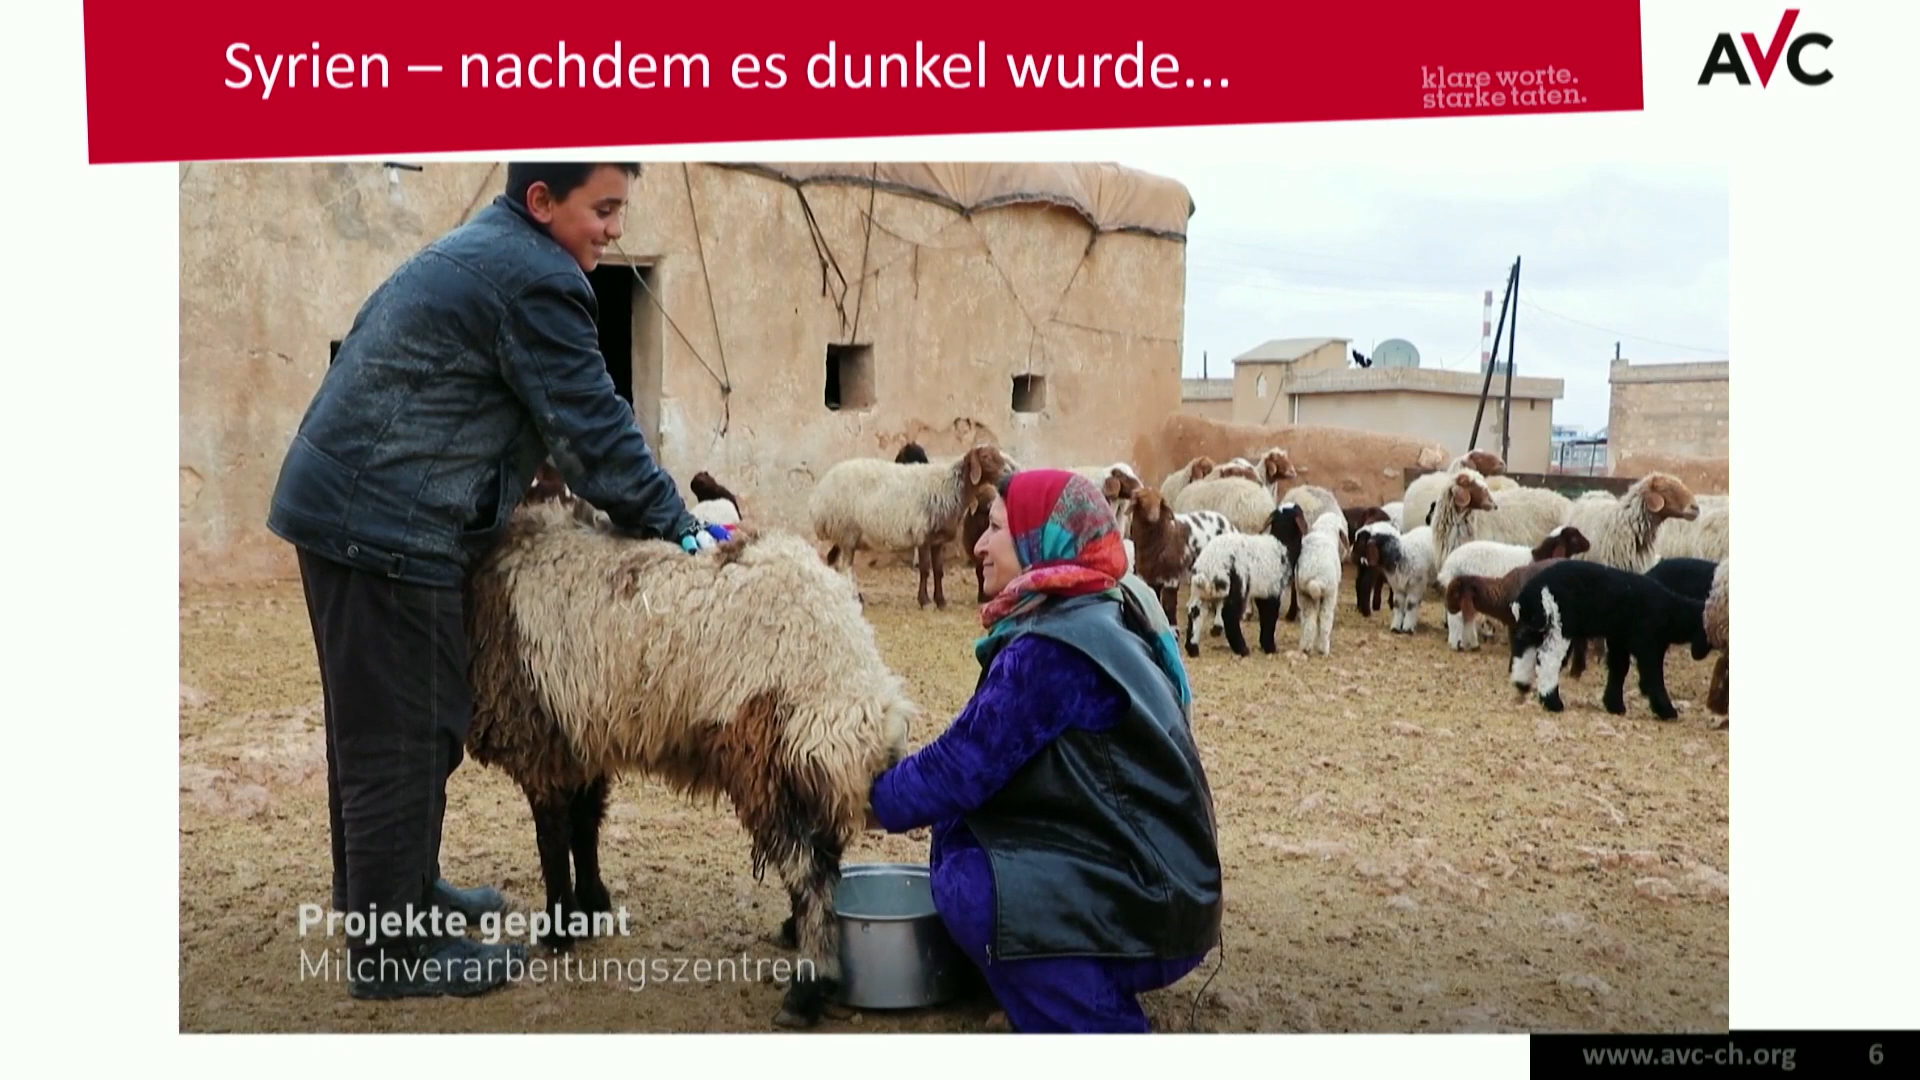 Syrien – nachdem es dunkel wurde...
klare worte.
starke taten.
AVC
Projekte geplant
Milchverarbeitungszentren
www.avc-ch.org 6